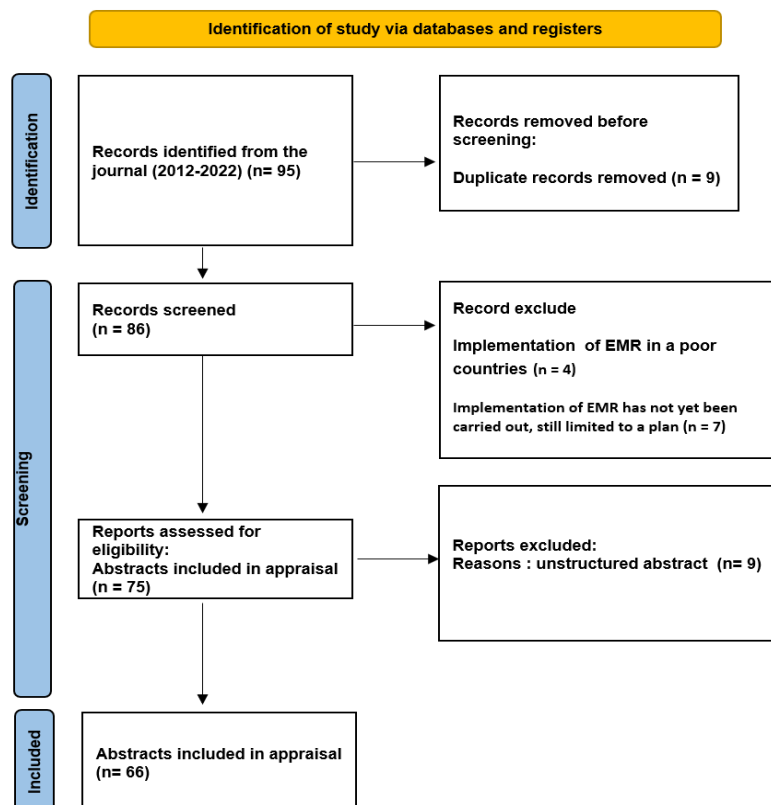 Identification of study via databases and registers
Identification
Records identified from the
journal (2012-2022) (n= 95)
Records removed before
screening:
Duplicate records removed (n = 9)
Screening
Records screened
(n = 86)
Record exclude
Implementation of EMR in a poor
countries (n = 4)
Implementation of EMR has not yet been
carried out, still limited to a plan (n = 7)
Reports assessed for
eligibility:
Abstracts included in appraisal
(n = 75)
Reports excluded:
Reasons : unstructured abstract (n= 9)
Included
Abstracts included in appraisal
(n= 66)